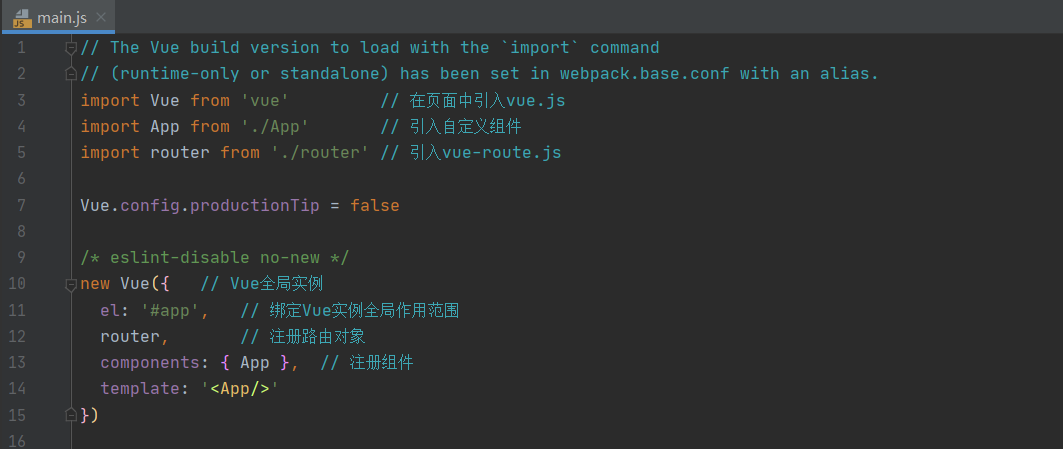 main.js
1 // The Vue build version to load with the `import` command
2 // (runtime-only or standalone) has been set in webpack.base.conf with an alias.
3 import Vue from 'vue'         // 在页面中引入vue.js
4 import App from './App'       // 引入自定义组件
5 import router from './router' // 引入vue-route.js
6
7 Vue.config.productionTip = false
8
9 /* eslint-disable no-new */
10 new Vue({   // Vue全局实例
11   el: '#app',   // 绑定Vue实例全局作用范围
12   router,       // 注册路由对象
13   components: { App },  // 注册组件
14   template: '<App/>'
15 })
16